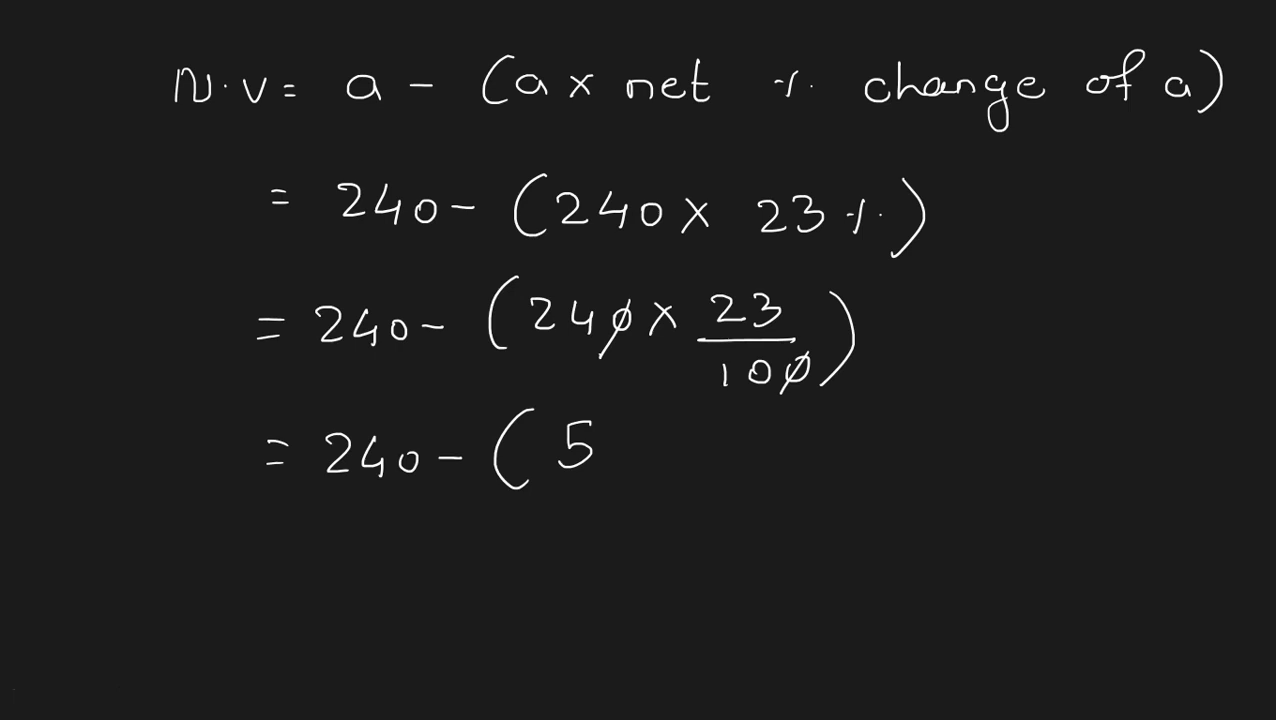 N.V = a - (a x net % change of a)
= 240 - (240 x 23 %)
= 240 - (240 x 23/100)
= 240 - ( 5